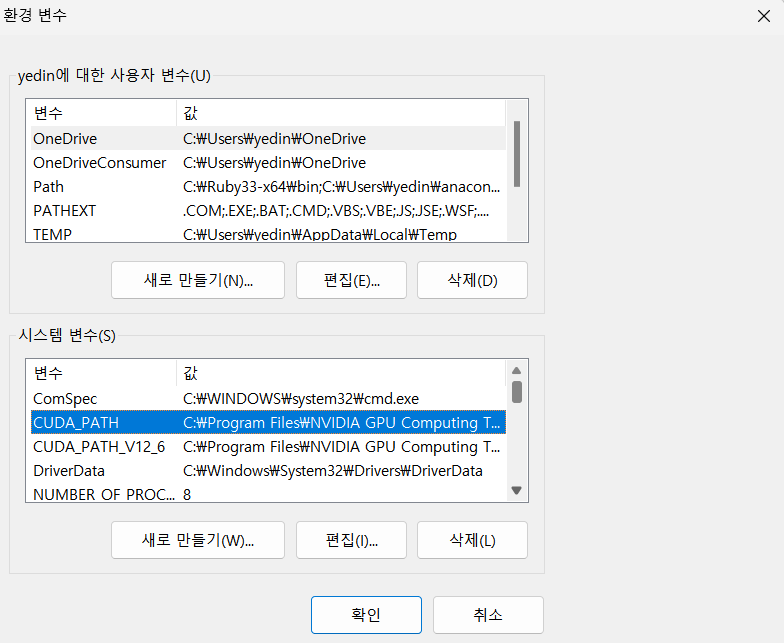 환경 변수
yedin에 대한 사용자 변수(U)
변수 값
OneDrive C:₩Users₩yedin₩OneDrive
OneDriveConsumer C:₩Users₩yedin₩OneDrive
Path C:₩Ruby33-x64₩bin;C:₩Users₩yedin₩anacon...
PATHEXT .COM;.EXE;.BAT;.CMD;.VBS;.VBE;.JS;.JSE;.WSF;....
TEMP C:₩Users₩yedin₩AppData₩Local₩Temp
새로 만들기(N)... 편집(E)... 삭제(D)
시스템 변수(S)
변수 값
ComSpec C:₩WINDOWS₩system32₩cmd.exe
CUDA_PATH C:₩Program Files₩NVIDIA GPU Computing T...
CUDA_PATH_V12_6 C:₩Program Files₩NVIDIA GPU Computing T...
DriverData C:₩Windows₩System32₩Drivers₩DriverData
NUMBER_OF_PROC... 8
새로 만들기(W)... 편집(I)... 삭제(L)
확인 취소